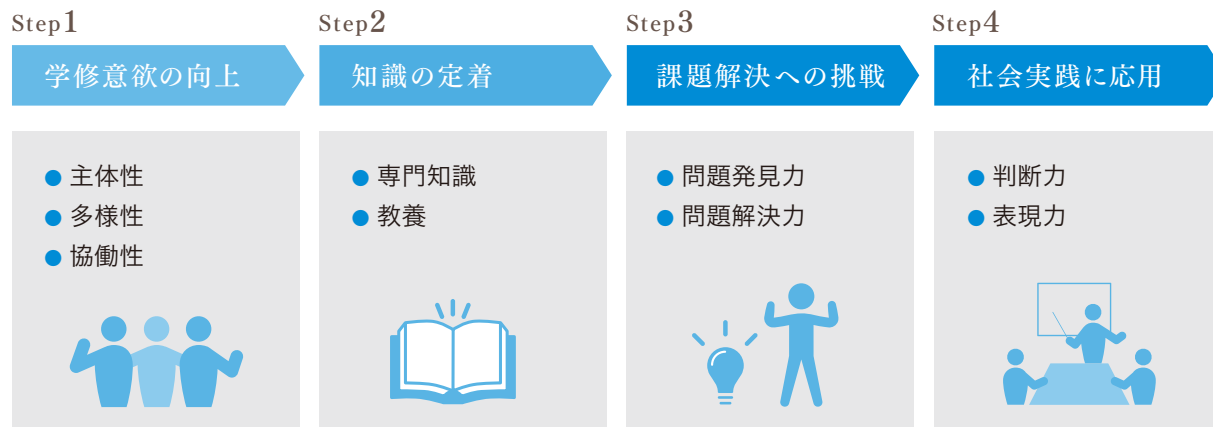 Step1
学修意欲の向上
● 主体性
● 多様性
● 協働性
Step2
知識の定着
● 専門知識
● 教養
Step3
課題解決への挑戦
● 問題発見力
● 問題解決力
Step4
社会実践に応用
● 判断力
● 表現力